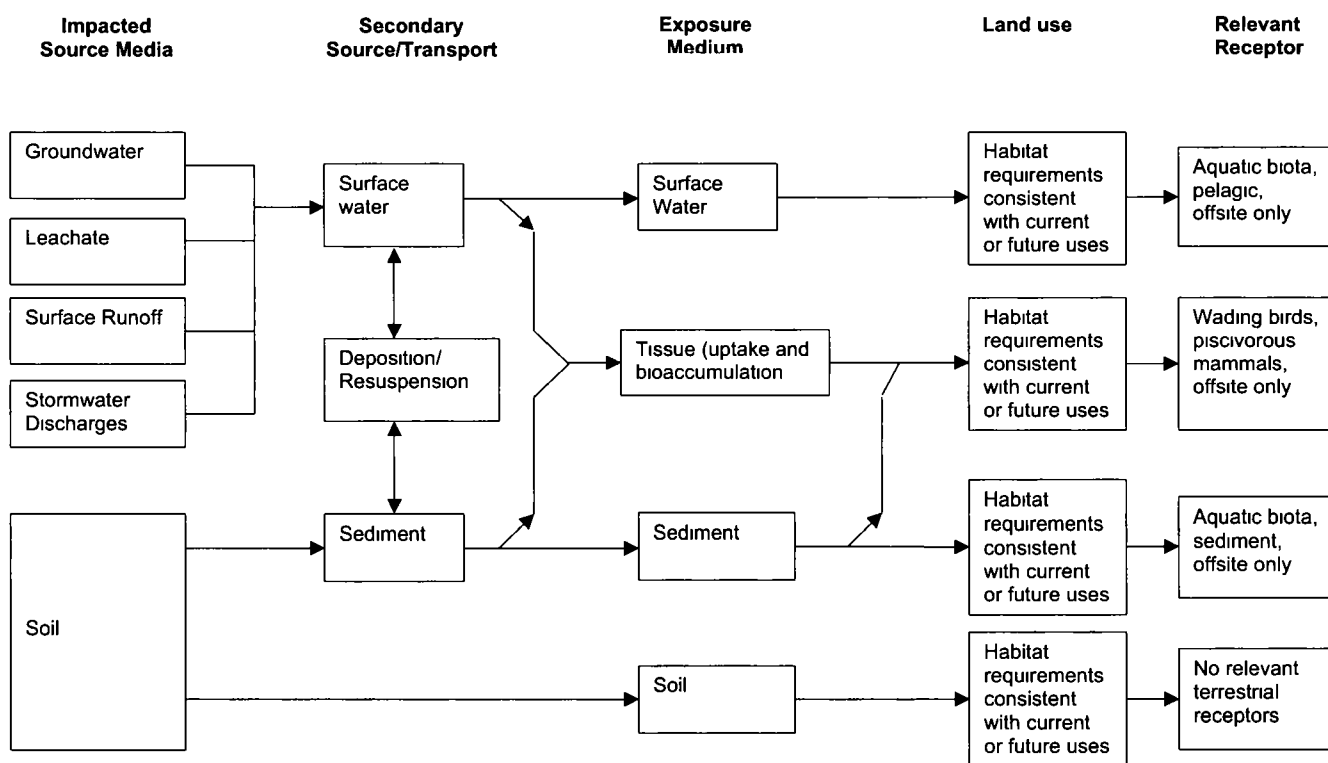 Impacted
Source Media
Secondary
Source/Transport
Exposure
Medium
Land use
Relevant
Receptor
Groundwater
Leachate
Surface Runoff
Stormwater
Discharges
Soil
Surface
water
Deposition/
Resuspension
Sediment
Surface
Water
Tissue (uptake and
bioaccumulation
Sediment
Soil
Habitat
requirements
consistent
with current
or future uses
Aquatic biota,
pelagic,
offsite only
Habitat
requirements
consistent
with current
or future uses
Wading birds,
piscivorous
mammals,
offsite only
Habitat
requirements
consistent
with current
or future uses
Aquatic biota,
sediment,
offsite only
Habitat
requirements
consistent
with current
or future uses
No relevant
terrestrial
receptors